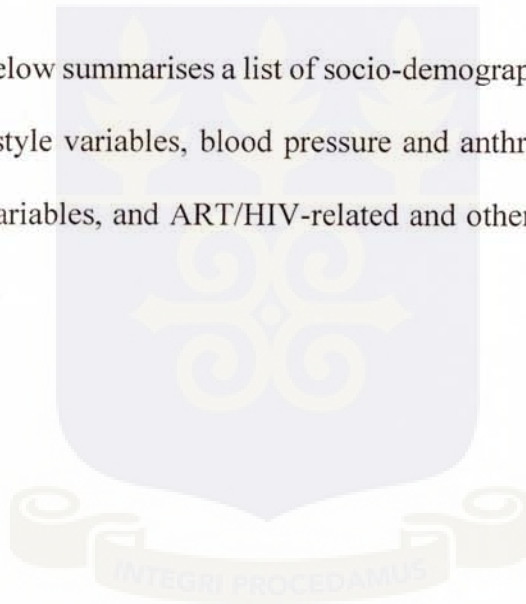 elow summarises a list of socio-demograp
style variables, blood pressure and anthr
ariables, and ART/HIV-related and other
INTEGRI PROCEDAMUS